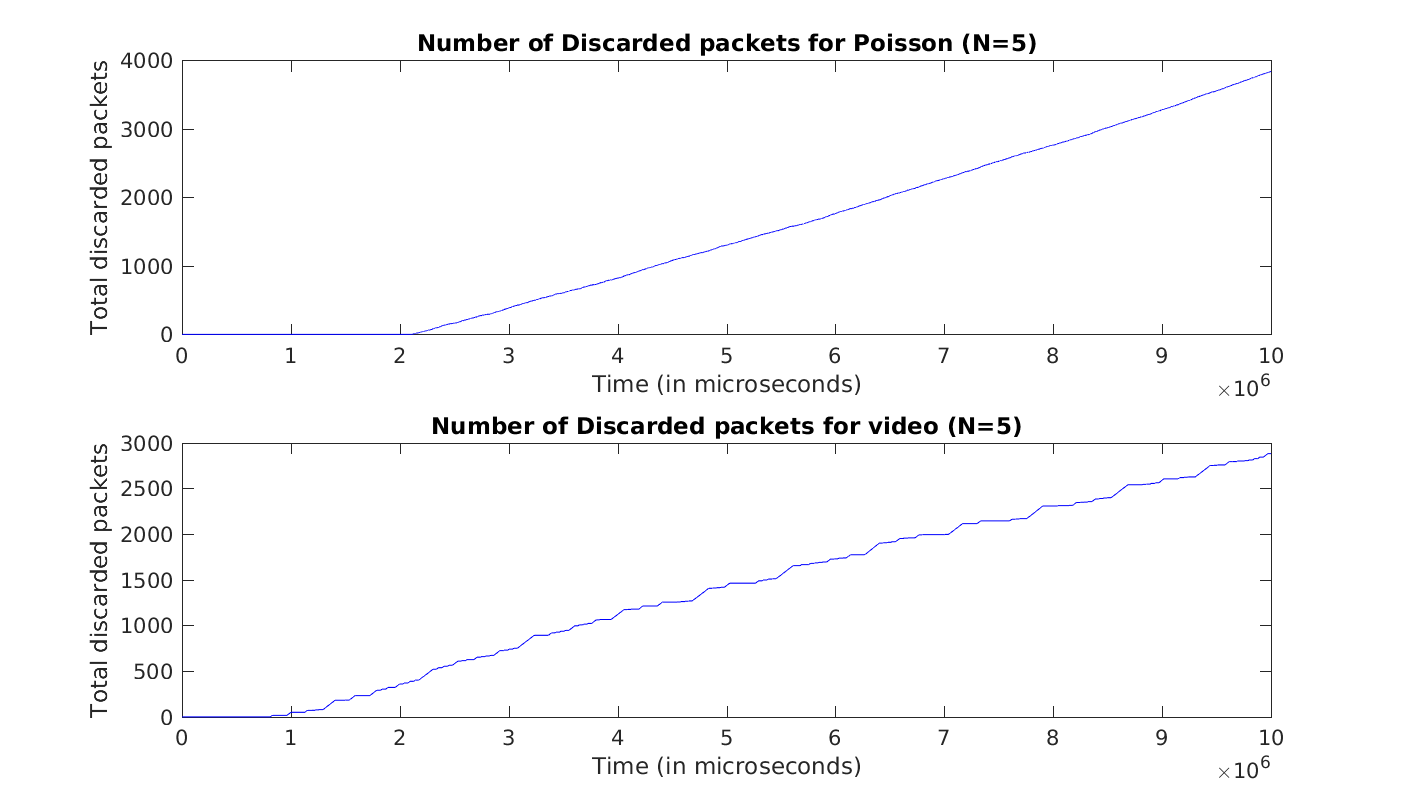 Number of Discarded packets for Poisson (N=5)
Total discarded packets
4000
3000
2000
1000
0
0 1 2 3 4 5 6 7 8 9 10
Time (in microseconds)
×10^6
Number of Discarded packets for video (N=5)
Total discarded packets
3000
2500
2000
1500
1000
500
0
0 1 2 3 4 5 6 7 8 9 10
Time (in microseconds)
×10^6